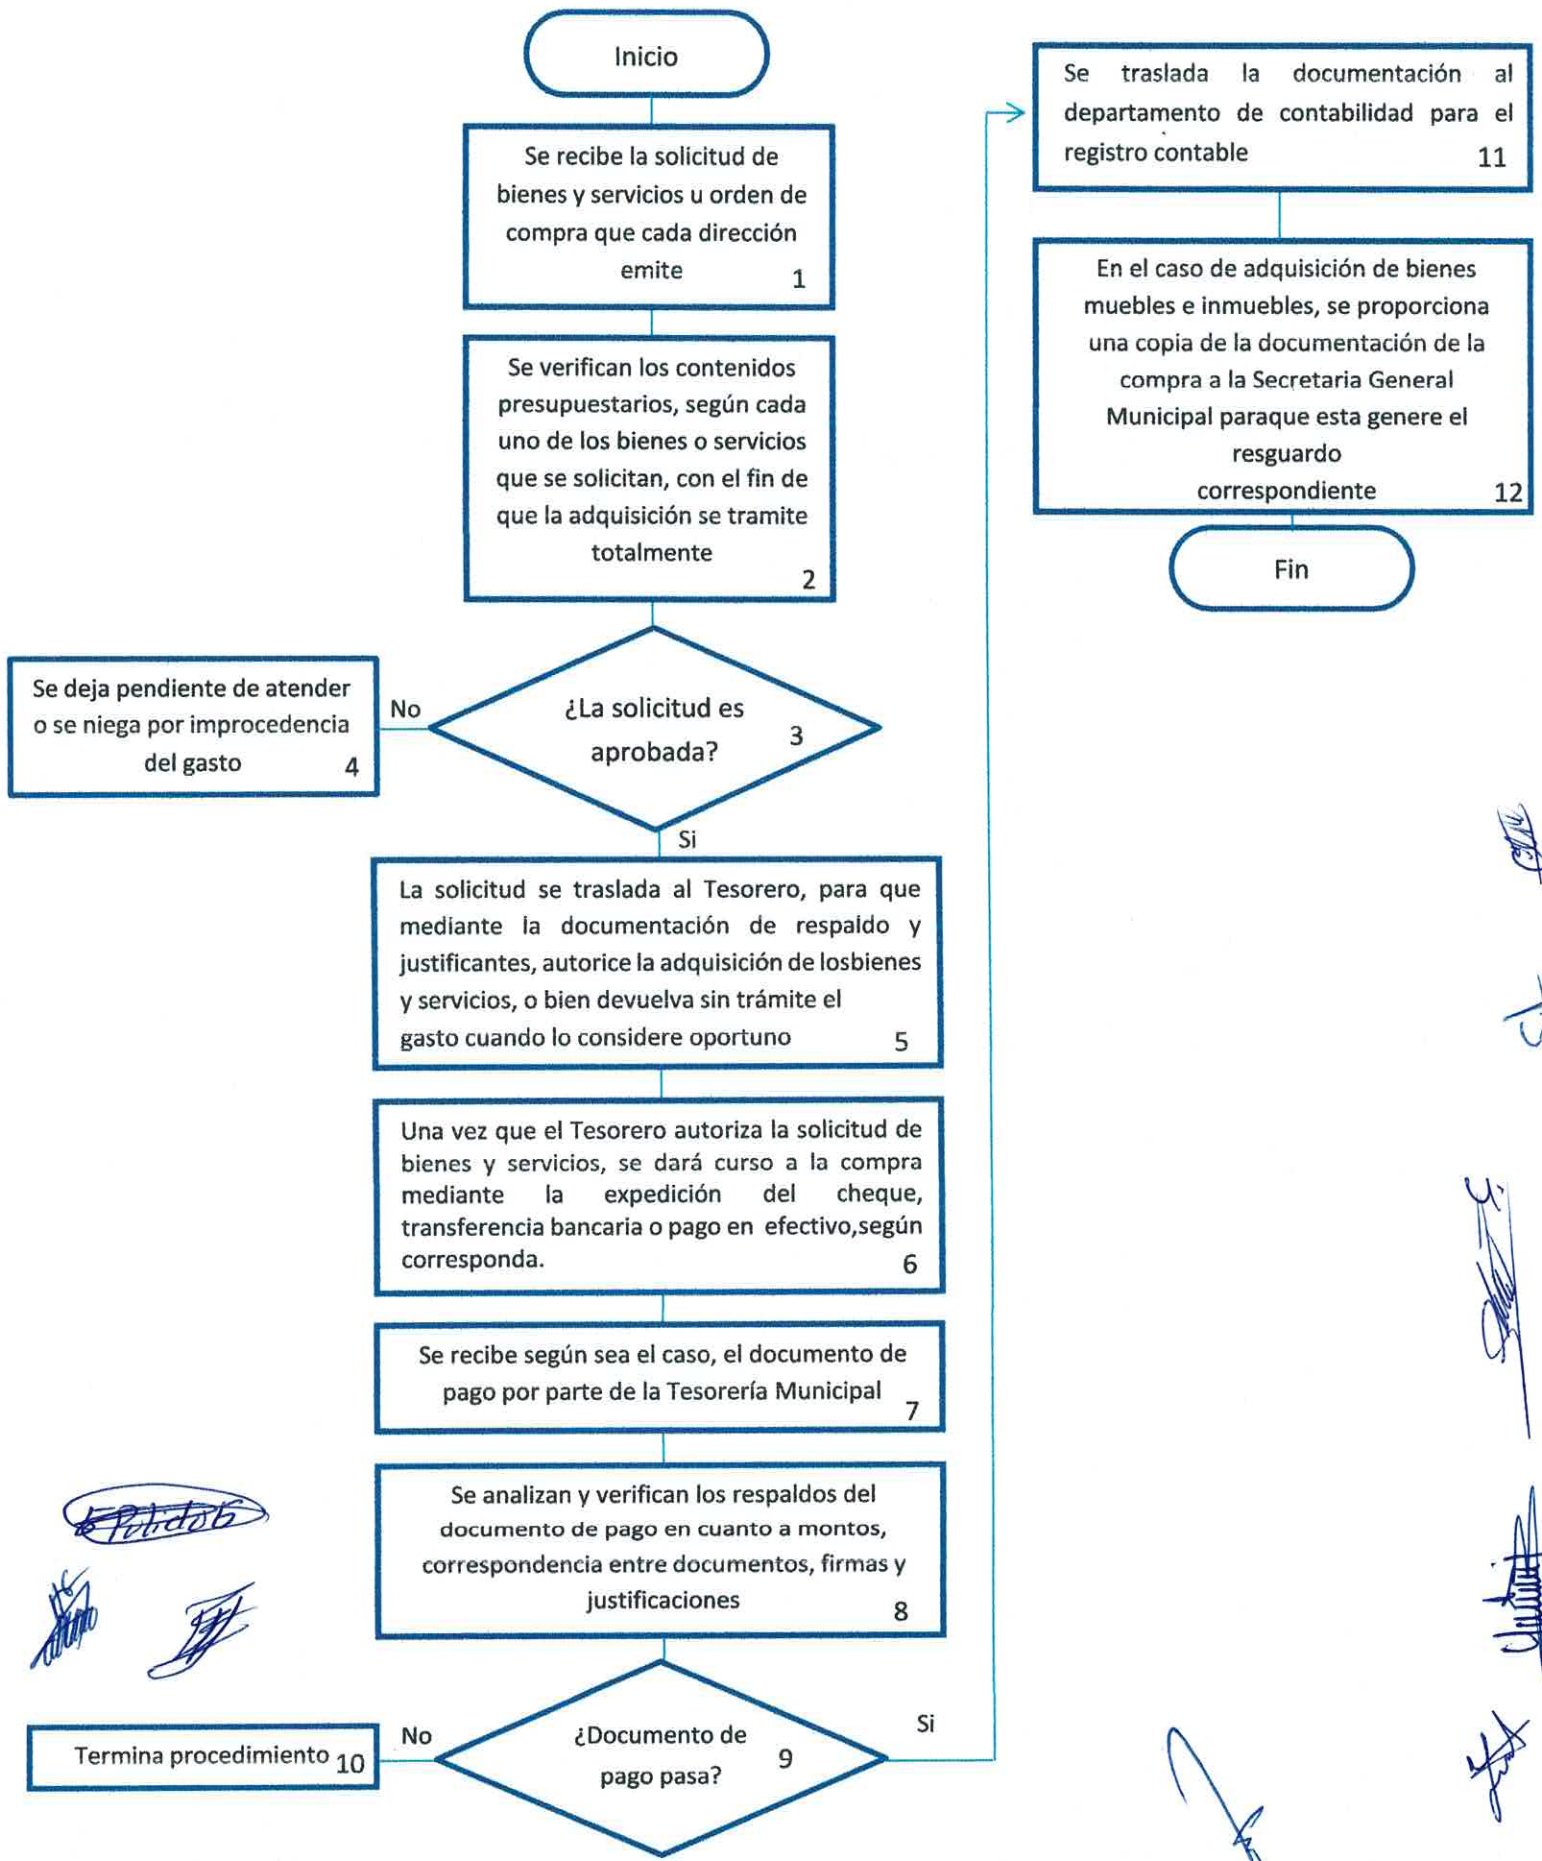 Inicio
Se recibe la solicitud de
bienes y servicios u orden de
compra que cada dirección
emite
1
Se verifican los contenidos
presupuestarios, según cada
uno de los bienes o servicios
que se solicitan, con el fin de
que la adquisición se tramite
totalmente
2
¿La solicitud es
aprobada?
3
No
Se deja pendiente de atender
o se niega por improcedencia
del gasto
4
Si
La solicitud se traslada al Tesorero, para que
mediante la documentación de respaldo y
justificantes, autorice la adquisición de losbienes
y servicios, o bien devuelva sin trámite el
gasto cuando lo considere oportuno
5
Una vez que el Tesorero autoriza la solicitud de
bienes y servicios, se dará curso a la compra
mediante la expedición del cheque,
transferencia bancaria o pago en efectivo,según
corresponda.
6
Se recibe según sea el caso, el documento de
pago por parte de la Tesorería Municipal
7
Se analizan y verifican los respaldos del
documento de pago en cuanto a montos,
correspondencia entre documentos, firmas y
justificaciones
8
¿Documento de
pago pasa?
9
No
Termina procedimiento
10
Si
Se traslada la documentación al
departamento de contabilidad para el
registro contable
11
En el caso de adquisición de bienes
muebles e inmuebles, se proporciona
una copia de la documentación de la
compra a la Secretaria General
Municipal paraque esta genere el
resguardo
correspondiente
12
Fin